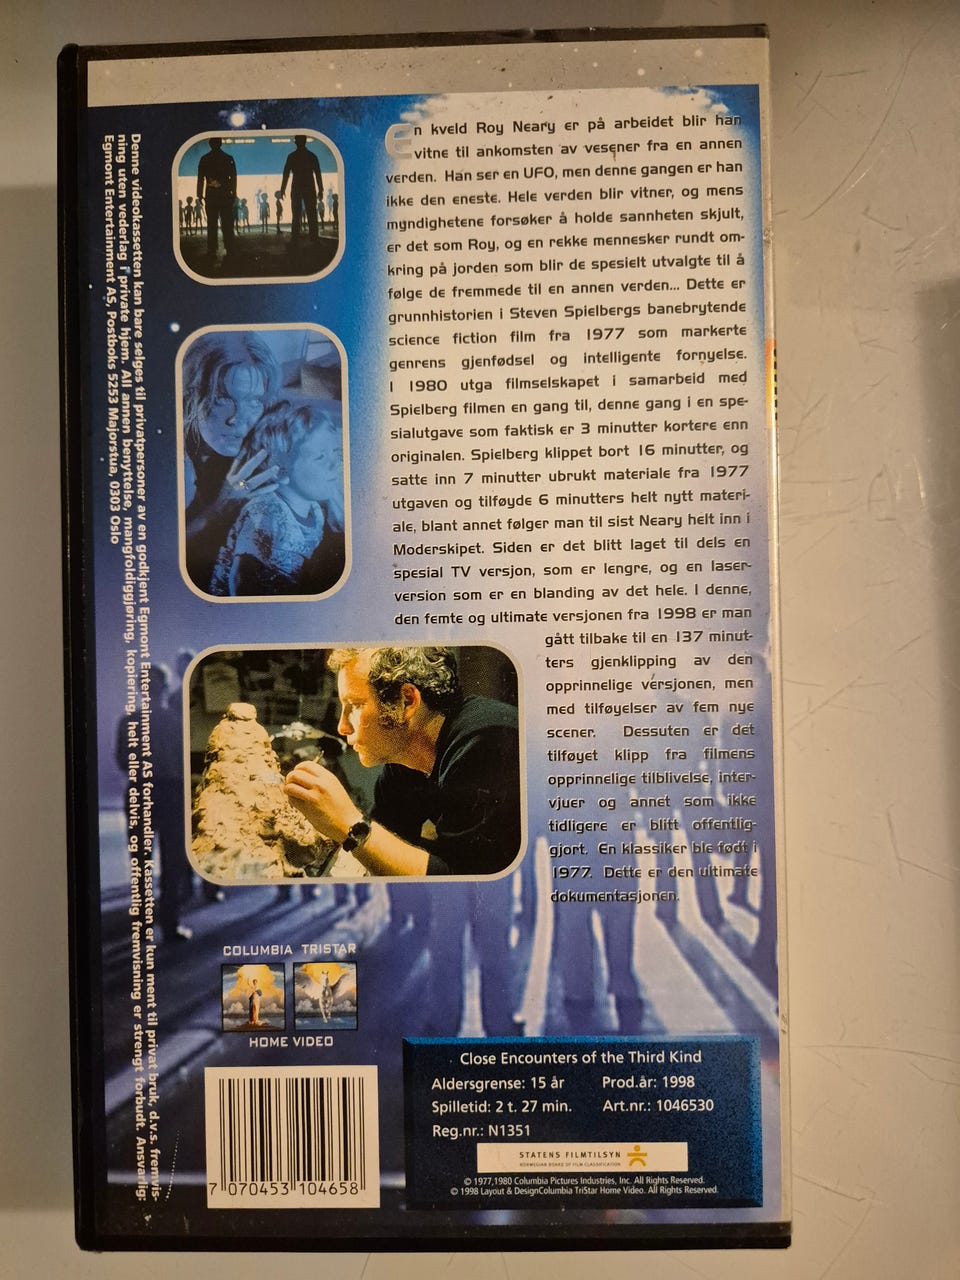 En kveld Roy Neary er på arbeidet blir han
vitne til ankomsten av vesener fra en annen
verden. Han ser en UFO, men denne gangen er han
ikke den eneste. Hele verden blir vitner, og mens
myndighetene forsøker å holde sannheten skjult,
er det som Roy, og en rekke mennesker rundt om-
kring på jorden som blir de spesielt utvalgte til å
følge de fremmede til en annen verden... Dette er
grunnhistorien i Steven Spielbergs banebrytende
science fiction film fra 1977 som markerte
genrens gjenfødsel og intelligente fornyelse.
I 1980 utga filmselskapet i samarbeid med
Spielberg filmen en gang til, denne gang i en spe-
sialutgave som faktisk er 3 minutter kortere enn
originalen. Spielberg klippet bort 16 minutter, og
satte inn 7 minutter ubrukt materiale fra 1977
utgaven og tilføyde 6 minutters helt nytt materi-
ale, blant annet følger man til sist Neary helt inn i
Moderskipet. Siden er det blitt laget til dels en
spesial TV versjon, som er lengre, og en laser-
version som er en blanding av det hele. I denne,
den femte og ultimate versjonen fra 1998 er man
gått tilbake til en 137 minut-
ters gjenklipping av den
opprinnelige versjonen, men
med tilføyelser av fem nye
scener. Dessuten er det
tilføyet klipp fra filmens
opprinnelige tilblivelse, inter-
vjuer og annet som ikke
tidligere er blitt offentlig-
gjort. En klassiker ble født i
1977. Dette er den ultimate
dokumentasjonen.
Denne videokassetten kan bare selges til privatpersoner av en godkjent Egmont Entertainment AS forhandler. Kassetten er kun ment til privat bruk, d.v.s. fremvis-
ning uten vederlag i private hjem. All annen benyttelse, mangfoldiggjøring, kopiering, helt eller delvis, og offentlig fremvisning er strengt forbudt. Ansvarlig:
Egmont Entertainment AS, Postboks 5253 Majorstua, 0303 Oslo
COLUMBIA TRISTAR
HOME VIDEO
7 070453 104658
Close Encounters of the Third Kind
Aldersgrense: 15 år Prod.år: 1998
Spilletid: 2 t. 27 min. Art.nr.: 1046530
Reg.nr.: N1351
STATENS FILMTILSYN
NORWEGIAN BOARD OF FILM CLASSIFICATION
© 1977,1980 Columbia Pictures Industries, Inc. All Rights Reserved.
© 1998 Layout & DesignColumbia TriStar Home Video. All Rights Reserved.